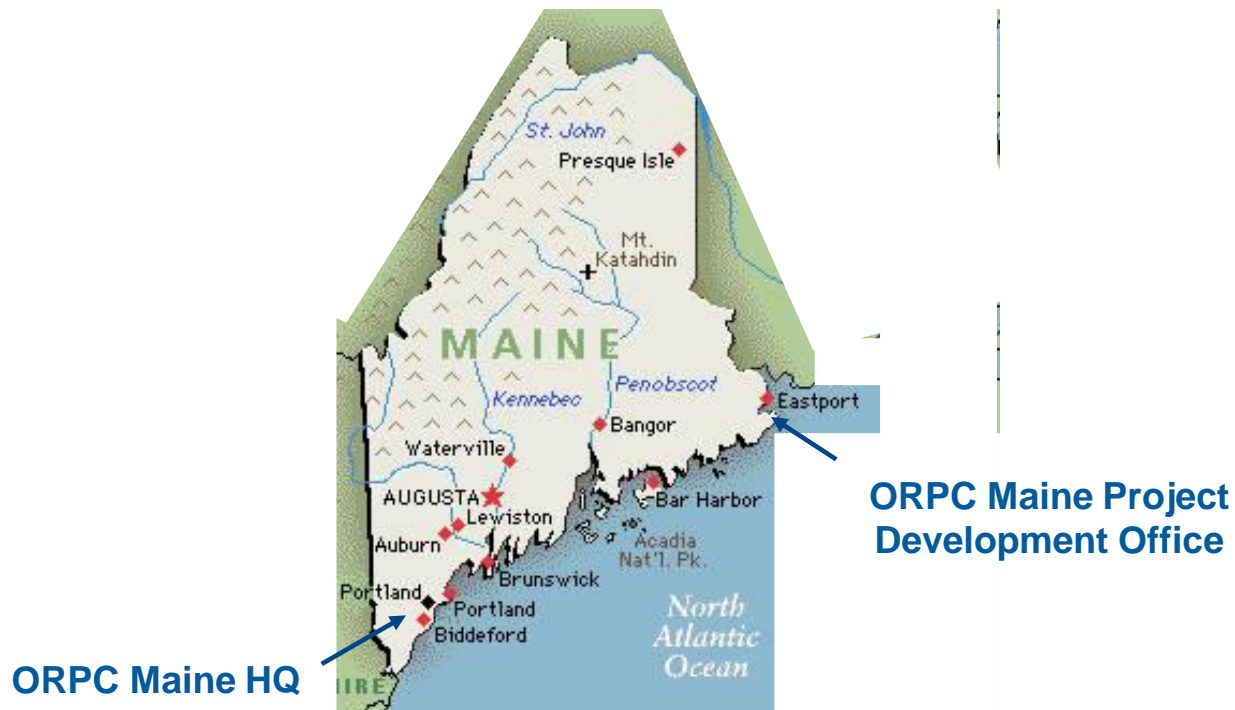 St. John
Presque Isle
Mt.
Katahdin
MAINE
Penobscot
Kennebec
Eastport
Bangor
Waterville
AUGUSTA
Bar Harbor
Lewiston
Auburn
Acadia
Nat'l. Pk.
Brunswick
Portland
Portland
Biddeford
North
Atlantic
Ocean
IRE
ORPC Maine Project
Development Office
ORPC Maine HQ